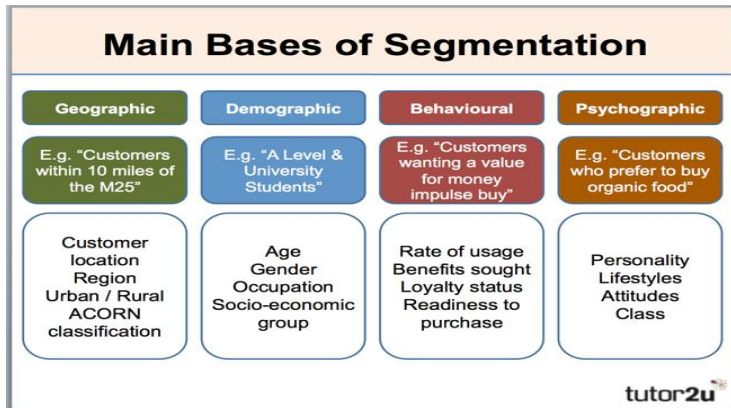 Main Bases of Segmentation
Geographic
Demographic
Behavioural
Psychographic
E.g. “Customers
within 10 miles of
the M25”
E.g. “A Level &
University
Students”
E.g. “Customers
wanting a value
for money
impulse buy”
E.g. “Customers
who prefer to buy
organic food”
Customer
location
Region
Urban / Rural
ACORN
classification
Age
Gender
Occupation
Socio-economic
group
Rate of usage
Benefits sought
Loyalty status
Readiness to
purchase
Personality
Lifestyles
Attitudes
Class
tutor2u